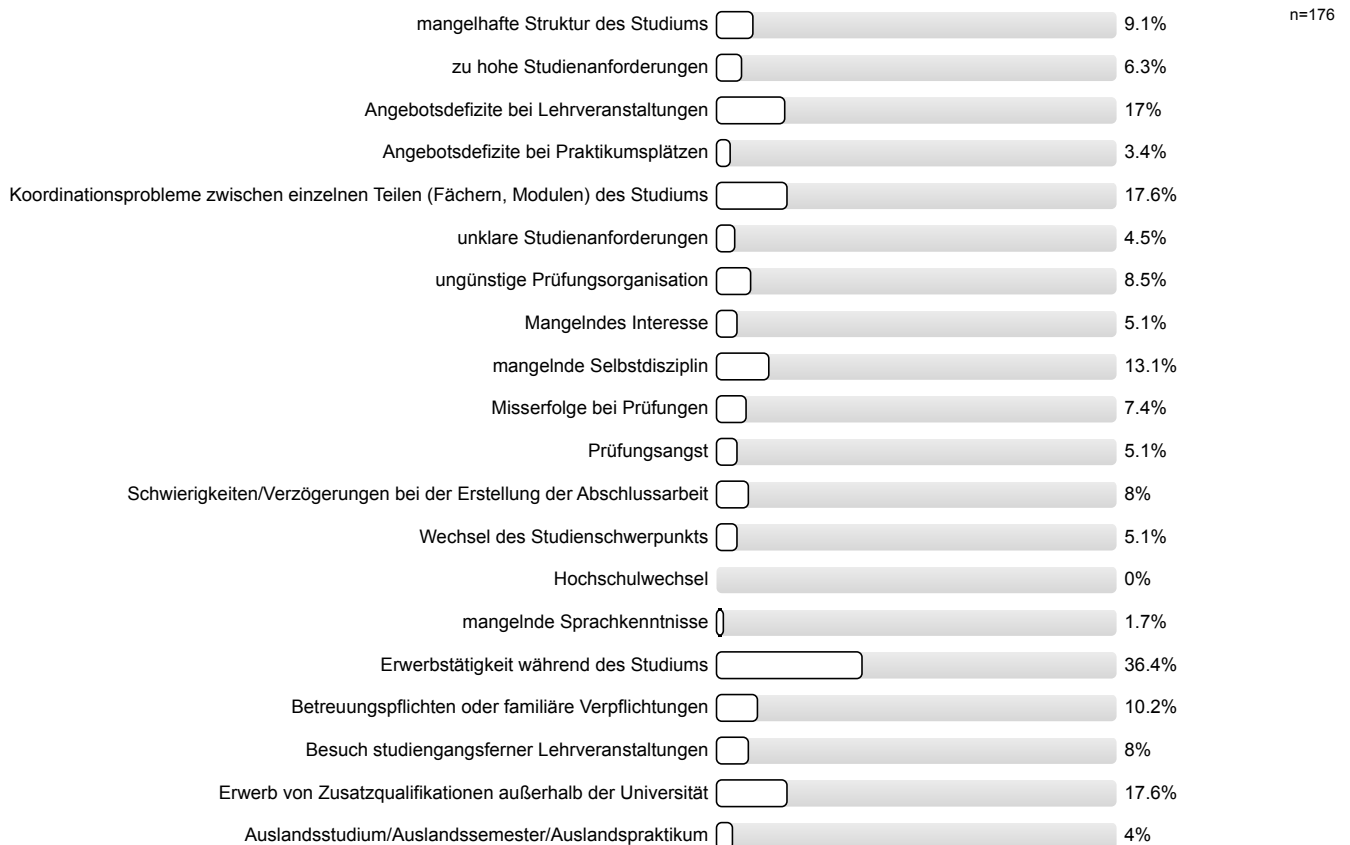 mangelhafte Struktur des Studiums 9.1% n=176
zu hohe Studienanforderungen 6.3%
Angebotsdefizite bei Lehrveranstaltungen 17%
Angebotsdefizite bei Praktikumsplätzen 3.4%
Koordinationsprobleme zwischen einzelnen Teilen (Fächern, Modulen) des Studiums 17.6%
unklare Studienanforderungen 4.5%
ungünstige Prüfungsorganisation 8.5%
Mangelndes Interesse 5.1%
mangelnde Selbstdisziplin 13.1%
Misserfolge bei Prüfungen 7.4%
Prüfungsangst 5.1%
Schwierigkeiten/Verzögerungen bei der Erstellung der Abschlussarbeit 8%
Wechsel des Studienschwerpunkts 5.1%
Hochschulwechsel 0%
mangelnde Sprachkenntnisse 1.7%
Erwerbstätigkeit während des Studiums 36.4%
Betreuungspflichten oder familiäre Verpflichtungen 10.2%
Besuch studiengangsferner Lehrveranstaltungen 8%
Erwerb von Zusatzqualifikationen außerhalb der Universität 17.6%
Auslandsstudium/Auslandssemester/Auslandspraktikum 4%